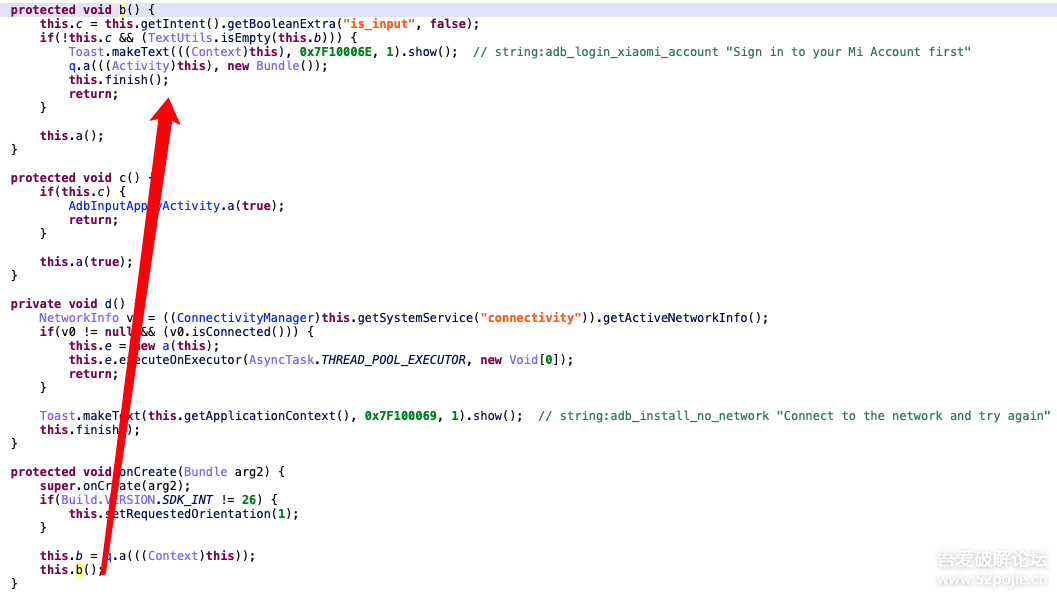 protected void b() {
    this.c = this.getIntent().getBooleanExtra("is_input", false);
    if(!this.c && (TextUtils.isEmpty(this.b))) {
        Toast.makeText(((Context)this), 0x7F10006E, 1).show();  // string:adb_login_xiaomi_account "Sign in to your Mi Account first"
        q.a(((Activity)this), new Bundle());
        this.finish();
        return;
    }

    this.a();
}

protected void c() {
    if(this.c) {
        AdbInputApplyActivity.a(true);
        return;
    }

    this.a(true);
}

private void d() {
    NetworkInfo v0 = ((ConnectivityManager)this.getSystemService("connectivity")).getActiveNetworkInfo();
    if(v0 != null && (v0.isConnected())) {
        this.e = new a(this);
        this.e.executeOnExecutor(AsyncTask.THREAD_POOL_EXECUTOR, new Void[0]);
        return;
    }

    Toast.makeText(this.getApplicationContext(), 0x7F100069, 1).show();  // string:adb_install_no_network "Connect to the network and try again"
    this.finish();
}

protected void onCreate(Bundle arg2) {
    super.onCreate(arg2);
    if(Build.VERSION.SDK_INT != 26) {
        this.setRequestedOrientation(1);
    }

    this.b = q.a(((Context)this));
    this.b();
}
吾爱破解论坛
www.52pojie.cn